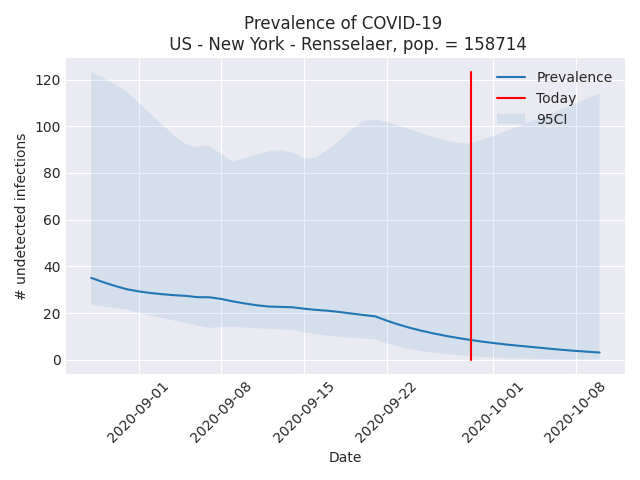 Prevalence of COVID-19
US - New York - Rensselaer, pop. = 158714
# undetected infections
120
100
80
60
40
20
0
Prevalence
Today
95CI
2020-09-01
2020-09-08
2020-09-15
2020-09-22
2020-10-01
2020-10-08
Date